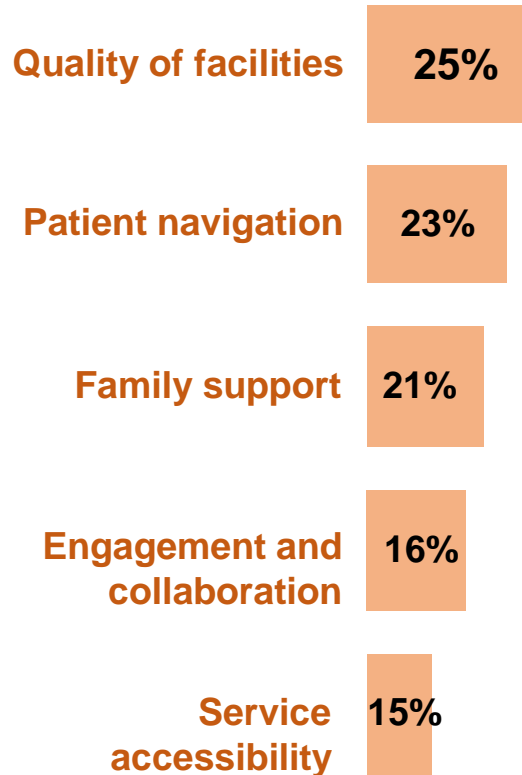 Quality of facilities 25%
Patient navigation 23%
Family support 21%
Engagement and
collaboration 16%
Service
accessibility 15%